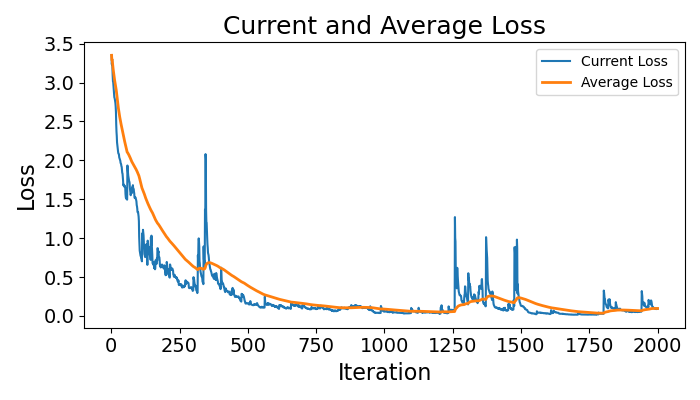 Current and Average Loss
Loss
3.5
3.0
2.5
2.0
1.5
1.0
0.5
0.0
Current Loss
Average Loss
0 250 500 750 1000 1250 1500 1750 2000
Iteration